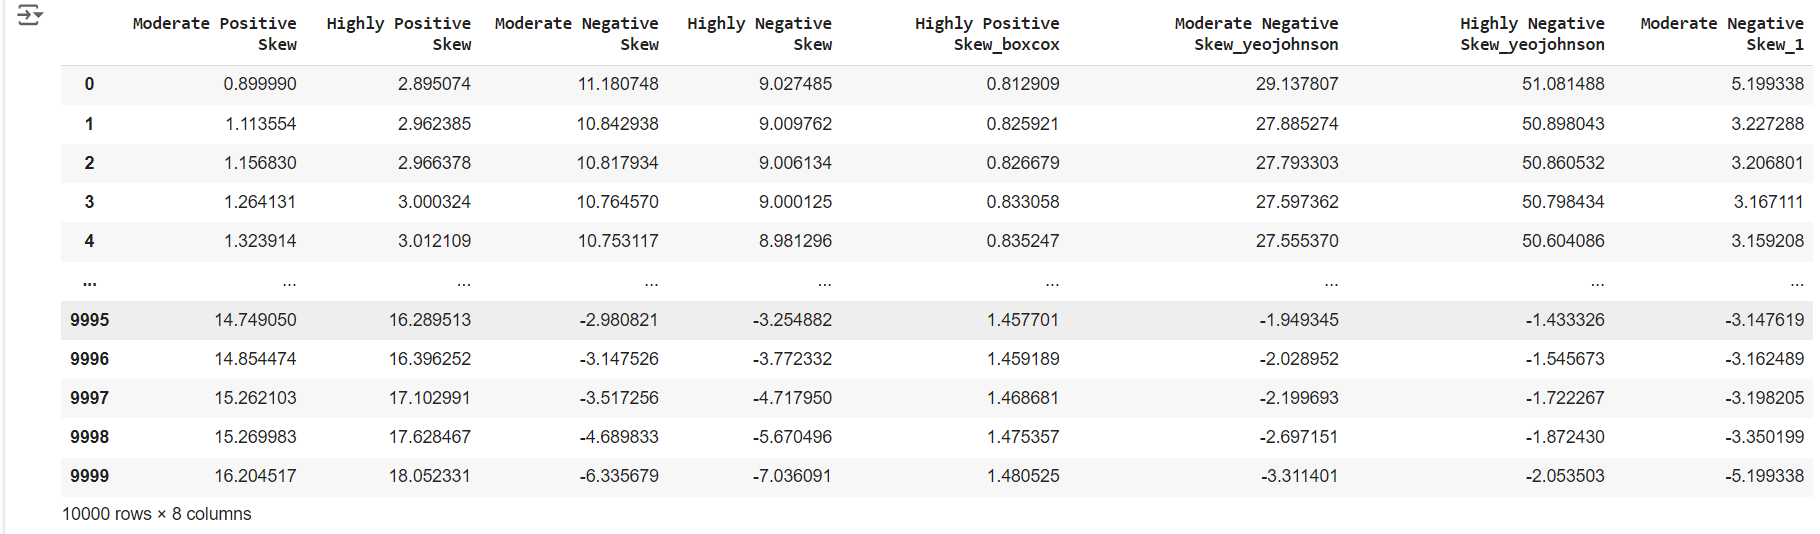 Moderate Positive Highly Positive Moderate Negative Highly Negative Highly Positive Moderate Negative Highly Negative Moderate Negative
Skew Skew Skew Skew Skew_boxcox Skew_yeojohnson Skew_yeojohnson Skew_1
0 0.899990 2.895074 11.180748 9.027485 0.812909 29.137807 51.081488 5.199338
1 1.113554 2.962385 10.842938 9.009762 0.825921 27.885274 50.898043 3.227288
2 1.156830 2.966378 10.817934 9.006134 0.826679 27.793303 50.860532 3.206801
3 1.264131 3.000324 10.764570 9.000125 0.833058 27.597362 50.798434 3.167111
4 1.323914 3.012109 10.753117 8.981296 0.835247 27.555370 50.604086 3.159208
... ... ... ... ... ... ... ... ...
9995 14.749050 16.289513 -2.980821 -3.254882 1.457701 -1.949345 -1.433326 -3.147619
9996 14.854474 16.396252 -3.147526 -3.772332 1.459189 -2.028952 -1.545673 -3.162489
9997 15.262103 17.102991 -3.517256 -4.717950 1.468681 -2.199693 -1.722267 -3.198205
9998 15.269983 17.628467 -4.689833 -5.670496 1.475357 -2.697151 -1.872430 -3.350199
9999 16.204517 18.052331 -6.335679 -7.036091 1.480525 -3.311401 -2.053503 -5.199338
10000 rows × 8 columns